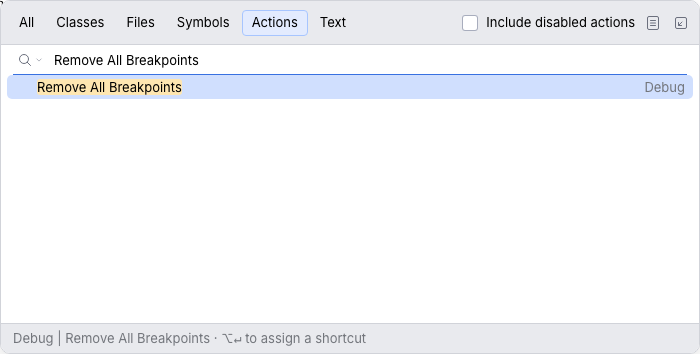 All Classes Files Symbols Actions Text Include disabled actions
Remove All Breakpoints
Remove All Breakpoints Debug
Debug | Remove All Breakpoints · ⌥↵ to assign a shortcut